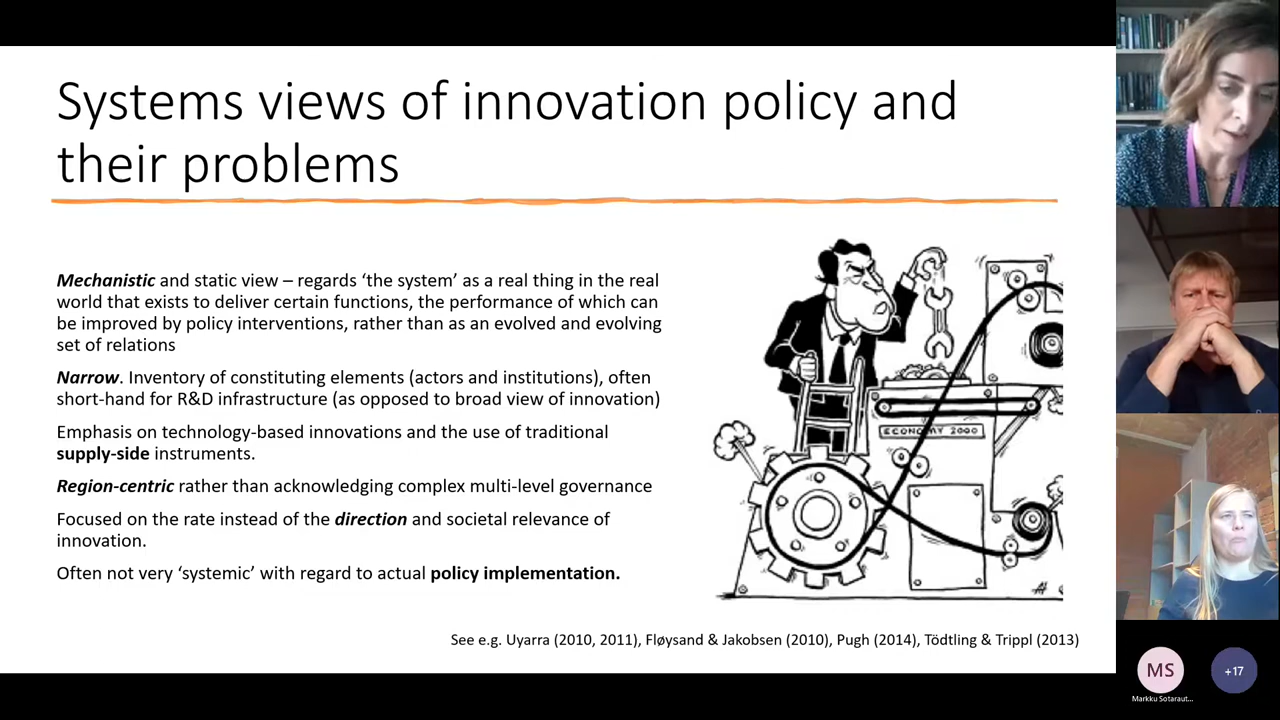 Systems views of innovation policy and
their problems
Mechanistic and static view – regards ‘the system’ as a real thing in the real
world that exists to deliver certain functions, the performance of which can
be improved by policy interventions, rather than as an evolved and evolving
set of relations
Narrow. Inventory of constituting elements (actors and institutions), often
short-hand for R&D infrastructure (as opposed to broad view of innovation)
Emphasis on technology-based innovations and the use of traditional
supply-side instruments.
Region-centric rather than acknowledging complex multi-level governance
Focused on the rate instead of the direction and societal relevance of
innovation.
Often not very ‘systemic’ with regard to actual policy implementation.
ECONOMY 2000
See e.g. Uyarra (2010, 2011), Fløysand & Jakobsen (2010), Pugh (2014), Tödtling & Trippl (2013)
MS
+17
Markku Sotaraut...